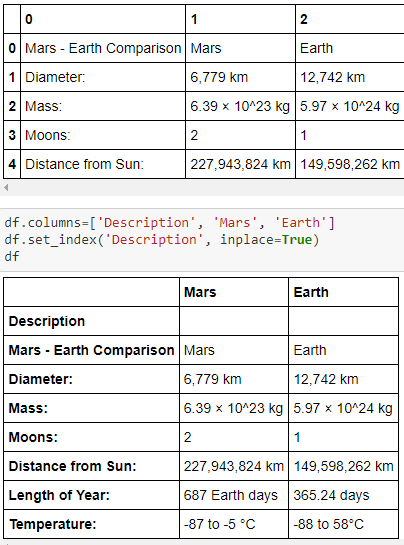 0 1 2
0 Mars - Earth Comparison Mars Earth
1 Diameter: 6,779 km 12,742 km
2 Mass: 6.39 × 10^23 kg 5.97 × 10^24 kg
3 Moons: 2 1
4 Distance from Sun: 227,943,824 km 149,598,262 km
df.columns=['Description', 'Mars', 'Earth']
df.set_index('Description', inplace=True)
df
Mars Earth
Description
Mars - Earth Comparison Mars Earth
Diameter: 6,779 km 12,742 km
Mass: 6.39 × 10^23 kg 5.97 × 10^24 kg
Moons: 2 1
Distance from Sun: 227,943,824 km 149,598,262 km
Length of Year: 687 Earth days 365.24 days
Temperature: -87 to -5 °C -88 to 58°C